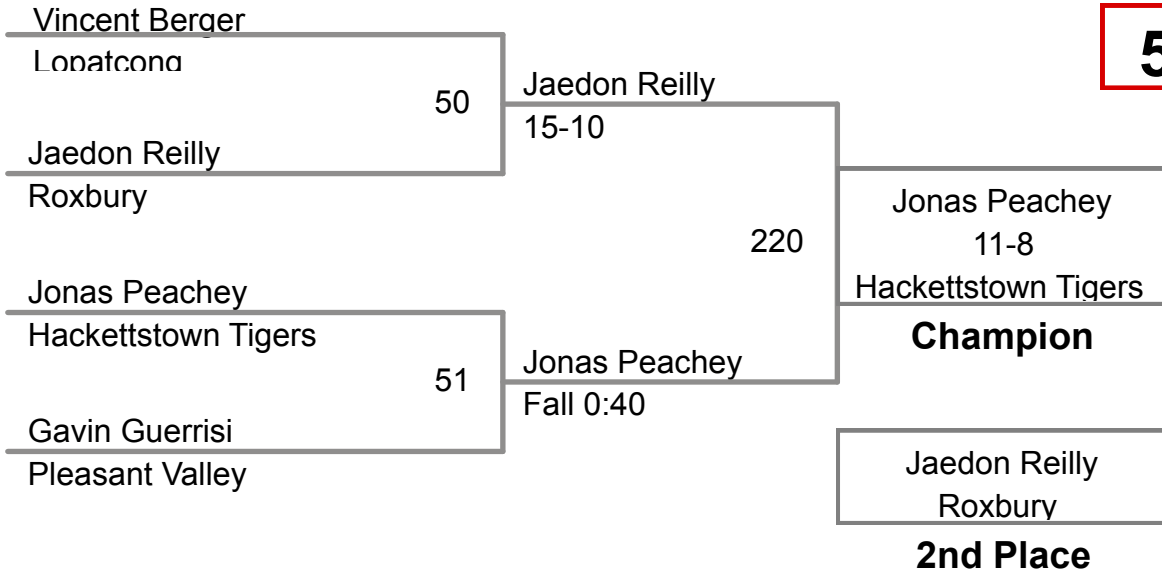 Vincent Berger
Lopatcong
5
50
Jaedon Reilly
15-10
Jaedon Reilly
Roxbury
220
Jonas Peachey
11-8
Hackettstown Tigers
Champion
Jonas Peachey
Hackettstown Tigers
51
Jonas Peachey
Fall 0:40
Gavin Guerrisi
Pleasant Valley
Jaedon Reilly
Roxbury
2nd Place